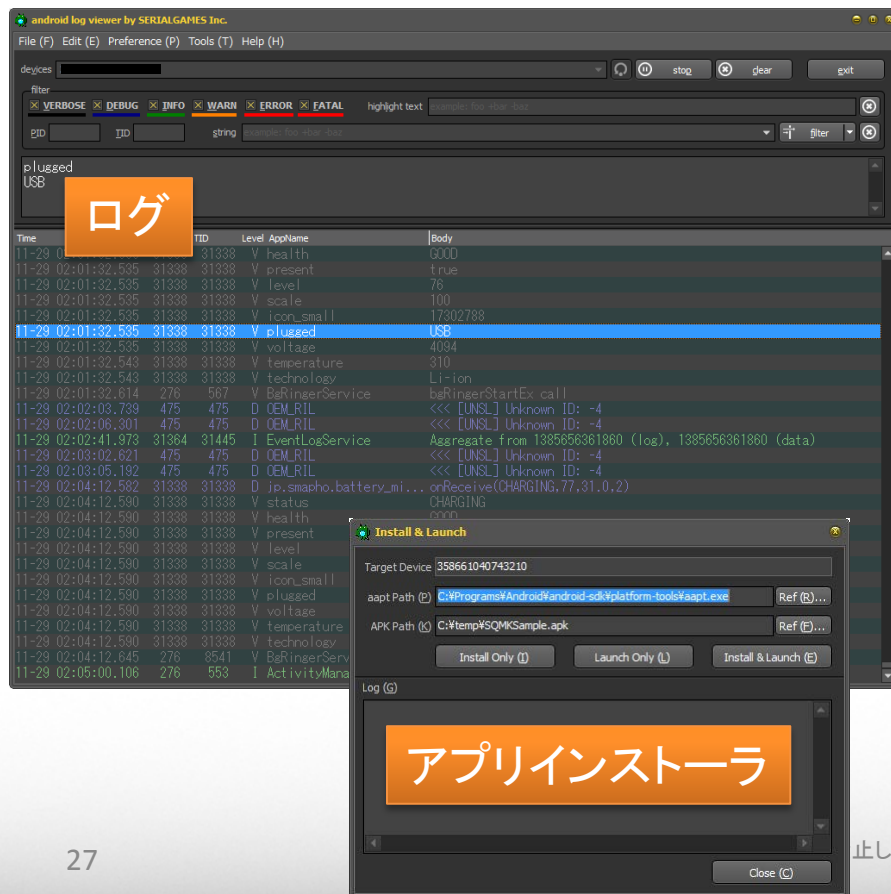 android log viewer by SERIALGAMES Inc.
File (F) Edit (E) Preference (P) Tools (T) Help (H)
devices stop clear exit
filter
VERBOSE DEBUG INFO WARN ERROR FATAL highlight text example: foo +bar -baz
PID TID string example: foo +bar -baz filter
plugged
USB
ログ
Time TID Level AppName Body
11-29 31338 V health GOOD
11-29 02:01:32.535 31338 31338 V present true
11-29 02:01:32.535 31338 31338 V level 76
11-29 02:01:32.535 31338 31338 V scale 100
11-29 02:01:32.535 31338 31338 V icon_small 17302788
11-29 02:01:32.535 31338 31338 V plugged USB
11-29 02:01:32.535 31338 31338 V voltage 4094
11-29 02:01:32.543 31338 31338 V temperature 310
11-29 02:01:32.543 31338 31338 V technology Li-ion
11-29 02:01:32.614 276 567 V BgRingerService bgRingerStartEx call
11-29 02:02:03.739 475 475 D OEM_RIL <<< [UNSL] Unknown ID: -4
11-29 02:02:06.301 475 475 D OEM_RIL <<< [UNSL] Unknown ID: -4
11-29 02:02:41.973 31364 31445 I EventLogService Aggregate from 1385656361860 (log), 1385656361860 (data)
11-29 02:03:02.621 475 475 D OEM_RIL <<< [UNSL] Unknown ID: -4
11-29 02:03:05.192 475 475 D OEM_RIL <<< [UNSL] Unknown ID: -4
11-29 02:04:12.582 31338 31338 D jp.smapho.battery_mi... onReceive(CHARGING,77,31.0,2)
11-29 02:04:12.590 31338 31338 V status CHARGING
11-29 02:04:12.590 31338 31338 V health GOOD
11-29 02:04:12.590 31338 31338 V present
11-29 02:04:12.590 31338 31338 V level
11-29 02:04:12.590 31338 31338 V scale
11-29 02:04:12.590 31338 31338 V icon_small
11-29 02:04:12.590 31338 31338 V plugged
11-29 02:04:12.590 31338 31338 V voltage
11-29 02:04:12.590 31338 31338 V temperature
11-29 02:04:12.590 31338 31338 V technology
11-29 02:04:12.645 276 8541 V BgRingerServ
11-29 02:05:00.106 276 553 I ActivityMana
Install & Launch
Target Device 358661040743210
aapt Path (P) C:¥Programs¥Android¥android-sdk¥platform-tools¥aapt.exe Ref (R)...
APK Path (K) C:¥temp¥SQMKSample.apk Ref (F)...
Install Only (I) Launch Only (L) Install & Launch (E)
Log (G)
アプリインストーラ
Close (C)
27
止し